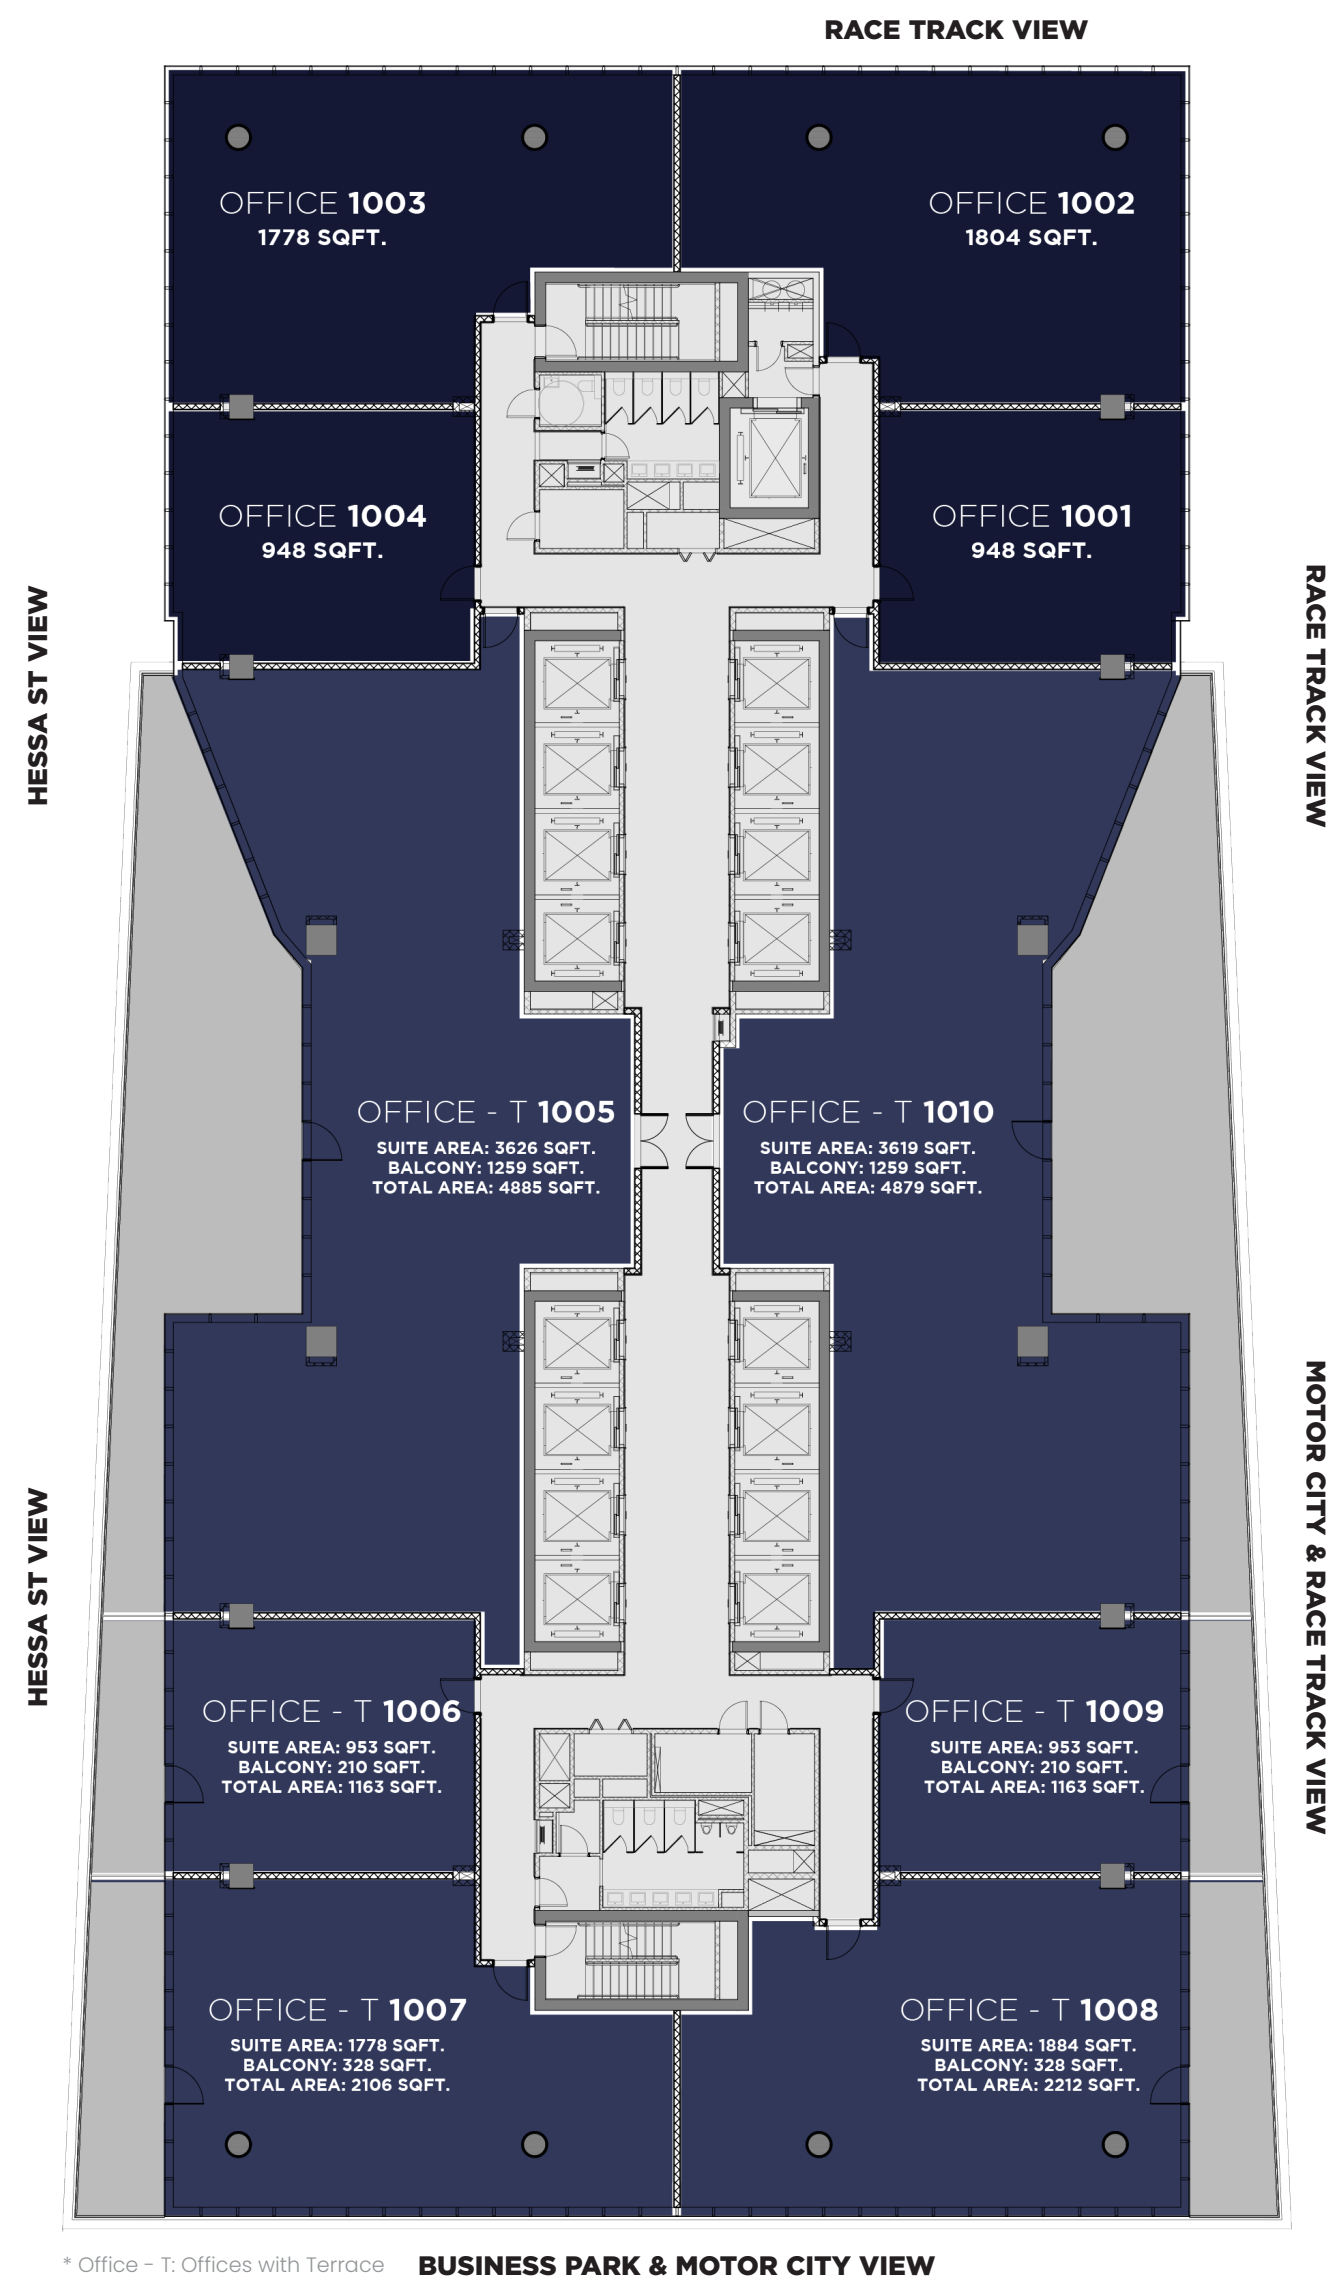 RACE TRACK VIEW
OFFICE 1003
1778 SQFT.
OFFICE 1002
1804 SQFT.
OFFICE 1004
948 SQFT.
OFFICE 1001
948 SQFT.
HESSA ST VIEW
RACE TRACK VIEW
OFFICE - T 1005
SUITE AREA: 3626 SQFT.
BALCONY: 1259 SQFT.
TOTAL AREA: 4885 SQFT.
OFFICE - T 1010
SUITE AREA: 3619 SQFT.
BALCONY: 1259 SQFT.
TOTAL AREA: 4879 SQFT.
HESSA ST VIEW
MOTOR CITY & RACE TRACK VIEW
OFFICE - T 1006
SUITE AREA: 953 SQFT.
BALCONY: 210 SQFT.
TOTAL AREA: 1163 SQFT.
OFFICE - T 1009
SUITE AREA: 953 SQFT.
BALCONY: 210 SQFT.
TOTAL AREA: 1163 SQFT.
OFFICE - T 1007
SUITE AREA: 1778 SQFT.
BALCONY: 328 SQFT.
TOTAL AREA: 2106 SQFT.
OFFICE - T 1008
SUITE AREA: 1884 SQFT.
BALCONY: 328 SQFT.
TOTAL AREA: 2212 SQFT.
* Office - T: Offices with Terrace
BUSINESS PARK & MOTOR CITY VIEW